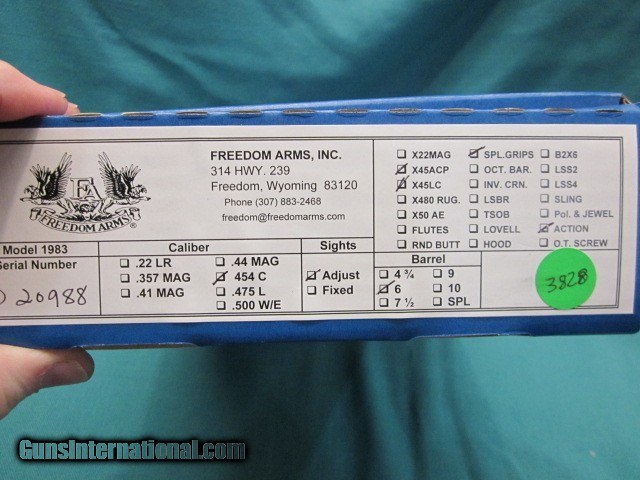 FREEDOM ARMS, INC.
314 HWY. 239
Freedom, Wyoming 83120
Phone (307) 883-2468
freedom@freedomarms.com
FA
FREEDOM ARMS ®
X22MAG SPL.GRIPS B2X6
X45ACP OCT. BAR. LSS2
X45LC INV. CRN. LSS4
X480 RUG. LSBR SLING
X50 AE TSOB Pol. & JEWEL
FLUTES LOVELL ACTION
RND BUTT HOOD O.T. SCREW
Model 1983
Serial Number
D 20988
Caliber
.22 LR .44 MAG
.357 MAG 454 C
.41 MAG .475 L
.500 W/E
Sights
Adjust
Fixed
Barrel
4 ¾ 9
6 10
7 ½ SPL
3828
GunsInternational.com